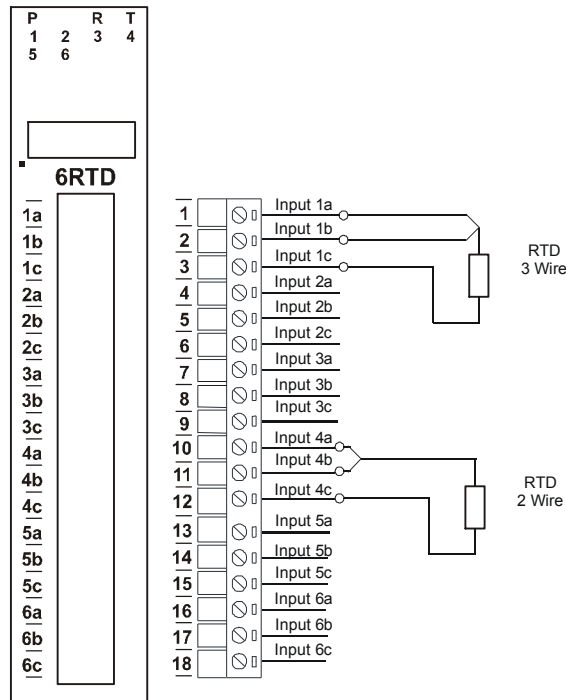 P R T
1 2 3 4
5 6
6RTD
1a
1b
1c
2a
2b
2c
3a
3b
3c
4a
4b
4c
5a
5b
5c
6a
6b
6c
1 Input 1a
2 Input 1b
3 Input 1c
4 Input 2a
5 Input 2b
6 Input 2c
7 Input 3a
8 Input 3b
9 Input 3c
10 Input 4a
11 Input 4b
12 Input 4c
13 Input 5a
14 Input 5b
15 Input 5c
16 Input 6a
17 Input 6b
18 Input 6c
RTD
3 Wire
RTD
2 Wire